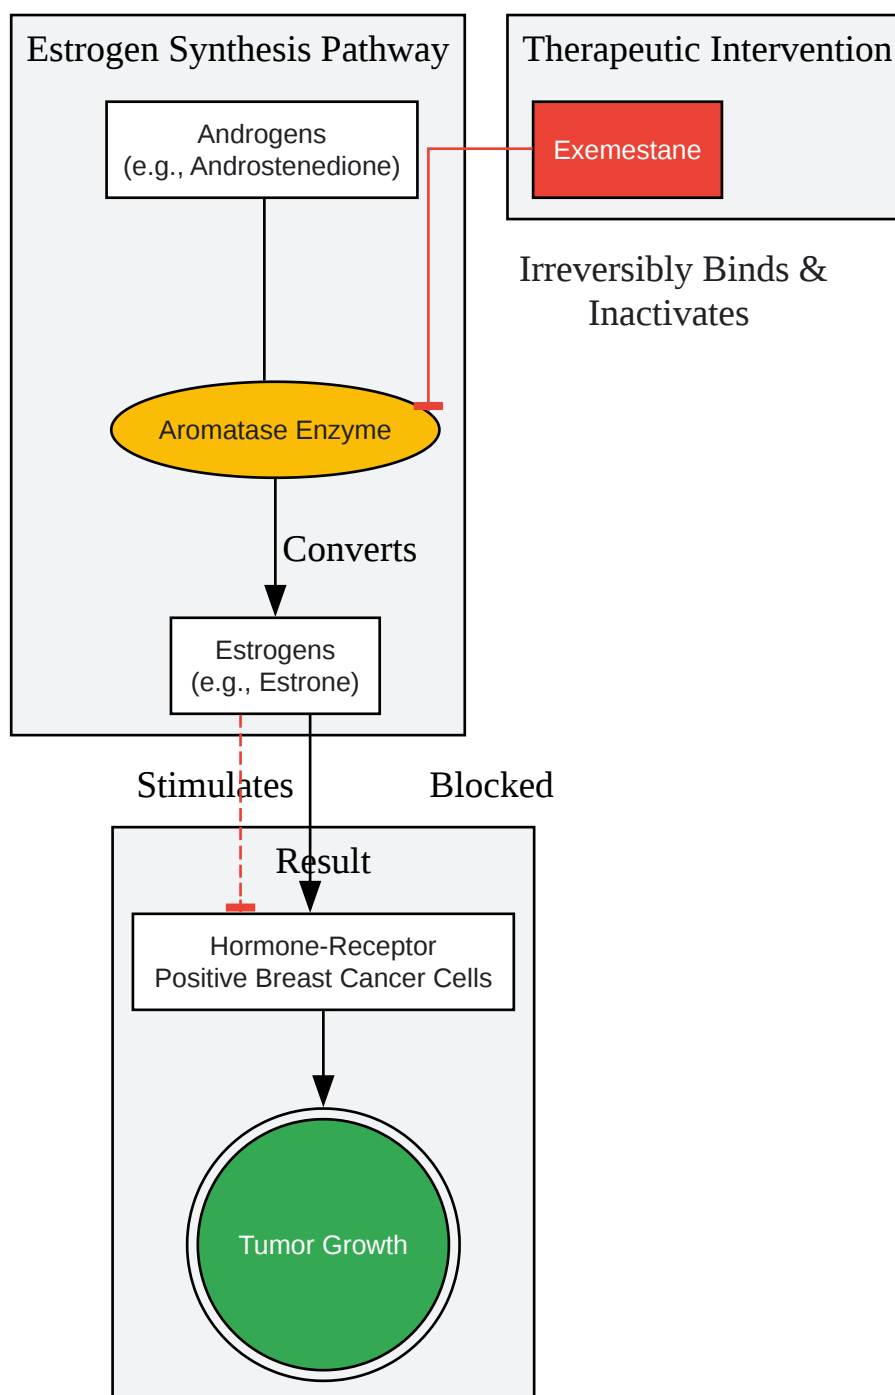 Estrogen Synthesis Pathway
Therapeutic Intervention
Androgens
(e.g., Androstenedione)
Exemestane
Irreversibly Binds &
Inactivates
Aromatase Enzyme
Converts
Estrogens
(e.g., Estrone)
Stimulates
Blocked
Result
Hormone-Receptor
Positive Breast Cancer Cells
Tumor Growth